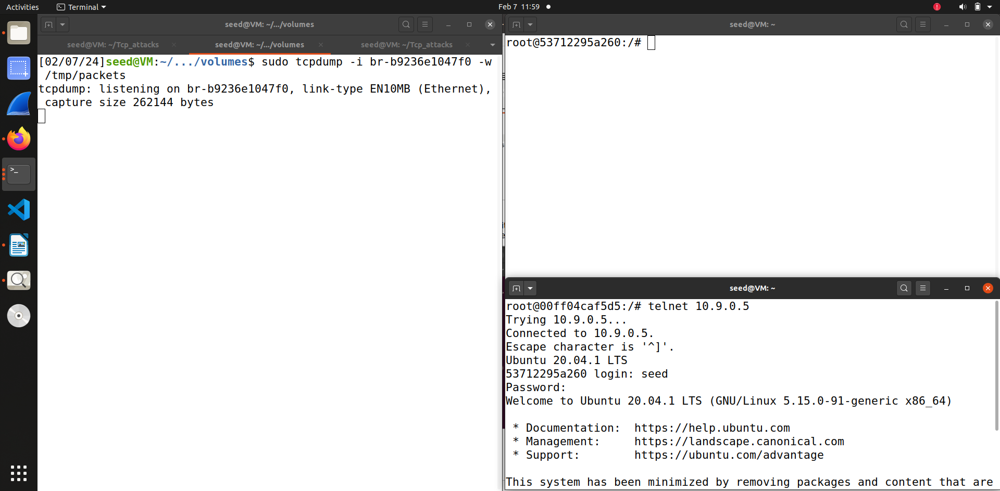 Activities
Terminal
Feb 7 11:59
seed@VM: ~/.../volumes
seed@VM: ~/Tcp_attacks
seed@VM: ~/.../volumes
seed@VM: ~/Tcp_attacks
[02/07/24]seed@VM:~/.../volumes$ sudo tcpdump -i br-b9236e1047f0 -w
/tmp/packets
tcpdump: listening on br-b9236e1047f0, link-type EN10MB (Ethernet),
capture size 262144 bytes
seed@VM: ~
root@53712295a260:/#
seed@VM: ~
root@00ff04caf5d5:/# telnet 10.9.0.5
Trying 10.9.0.5...
Connected to 10.9.0.5.
Escape character is '^]'.
Ubuntu 20.04.1 LTS
53712295a260 login: seed
Password:
Welcome to Ubuntu 20.04.1 LTS (GNU/Linux 5.15.0-91-generic x86_64)
* Documentation:  https://help.ubuntu.com
* Management:     https://landscape.canonical.com
* Support:        https://ubuntu.com/advantage
This system has been minimized by removing packages and content that are